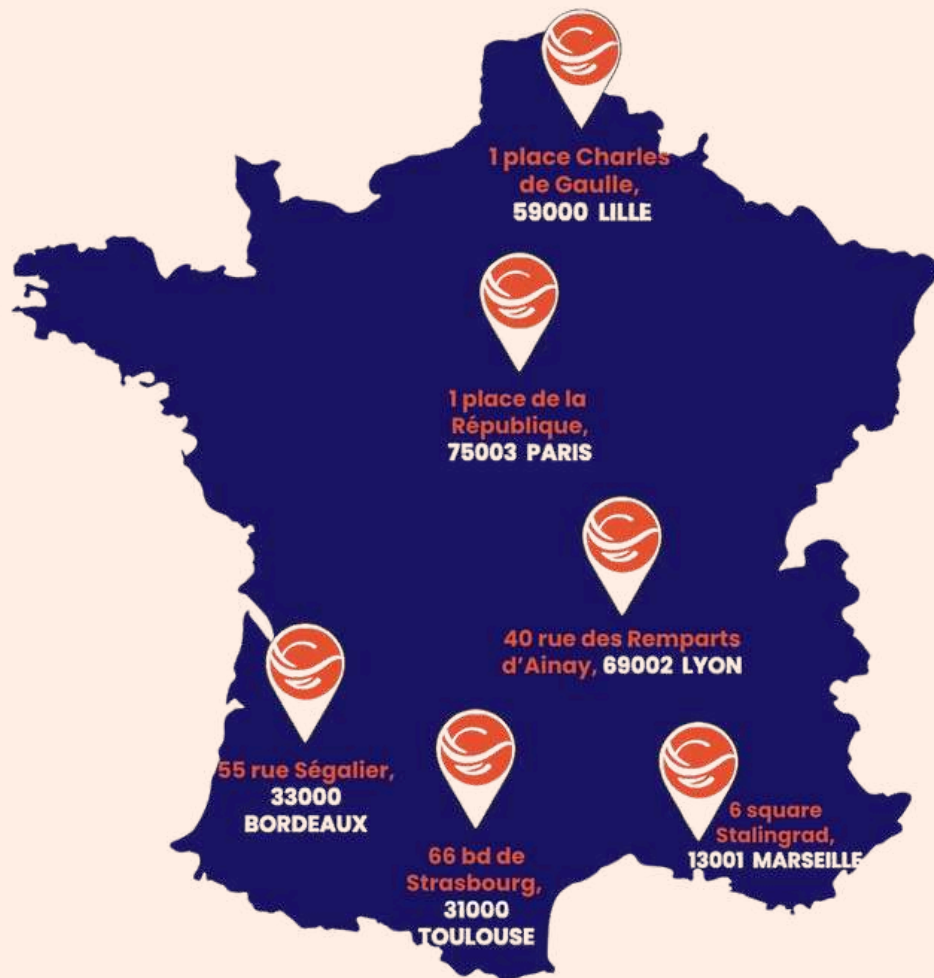 1 place Charles
de Gaulle,
59000 LILLE
1 place de la
République,
75003 PARIS
40 rue des Remparts
d'Ainay, 69002 LYON
55 rue Ségalier,
33000
BORDEAUX
66 bd de
Strasbourg,
31000
TOULOUSE
6 square
Stalingrad,
13001 MARSEILLE